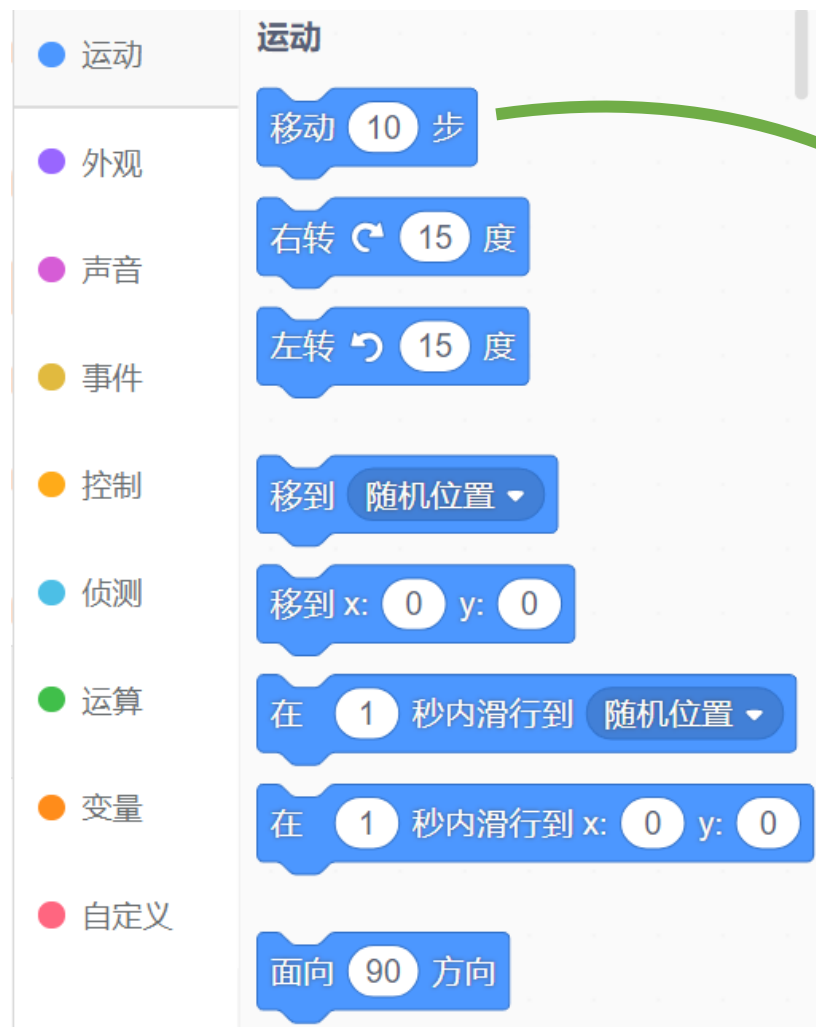 运动
外观
声音
事件
控制
侦测
运算
变量
自定义
运动
移动 10 步
右转 15 度
左转 15 度
移到 随机位置
移到 x: 0 y: 0
在 1 秒内滑行到 随机位置
在 1 秒内滑行到 x: 0 y: 0
面向 90 方向